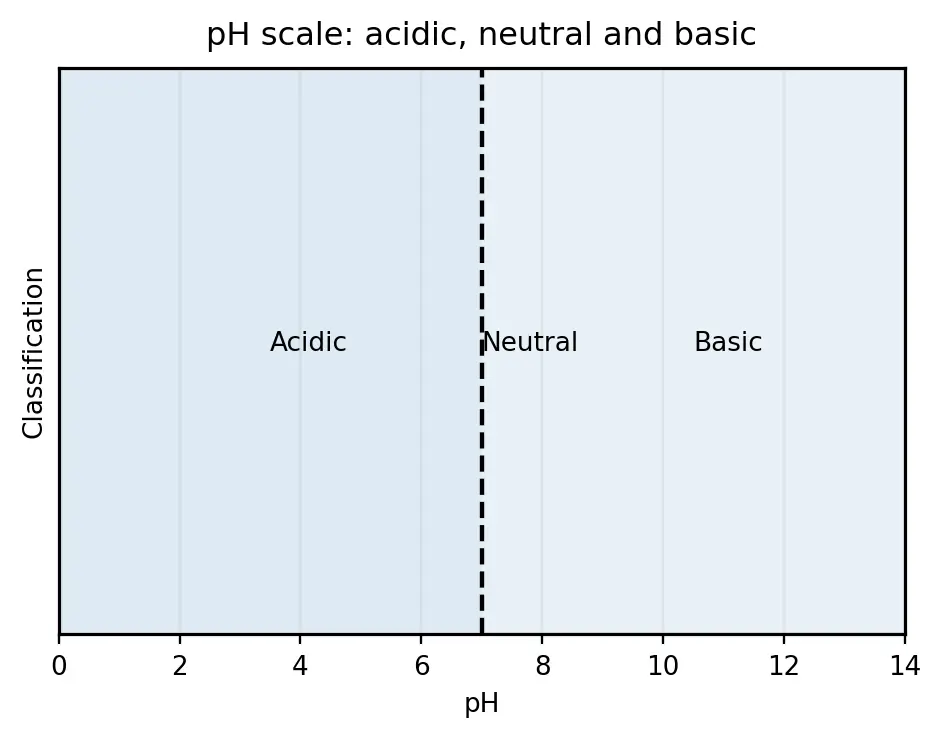 pH scale: acidic, neutral and basic
Classification
Acidic Neutral Basic
0 2 4 6 8 10 12 14
pH